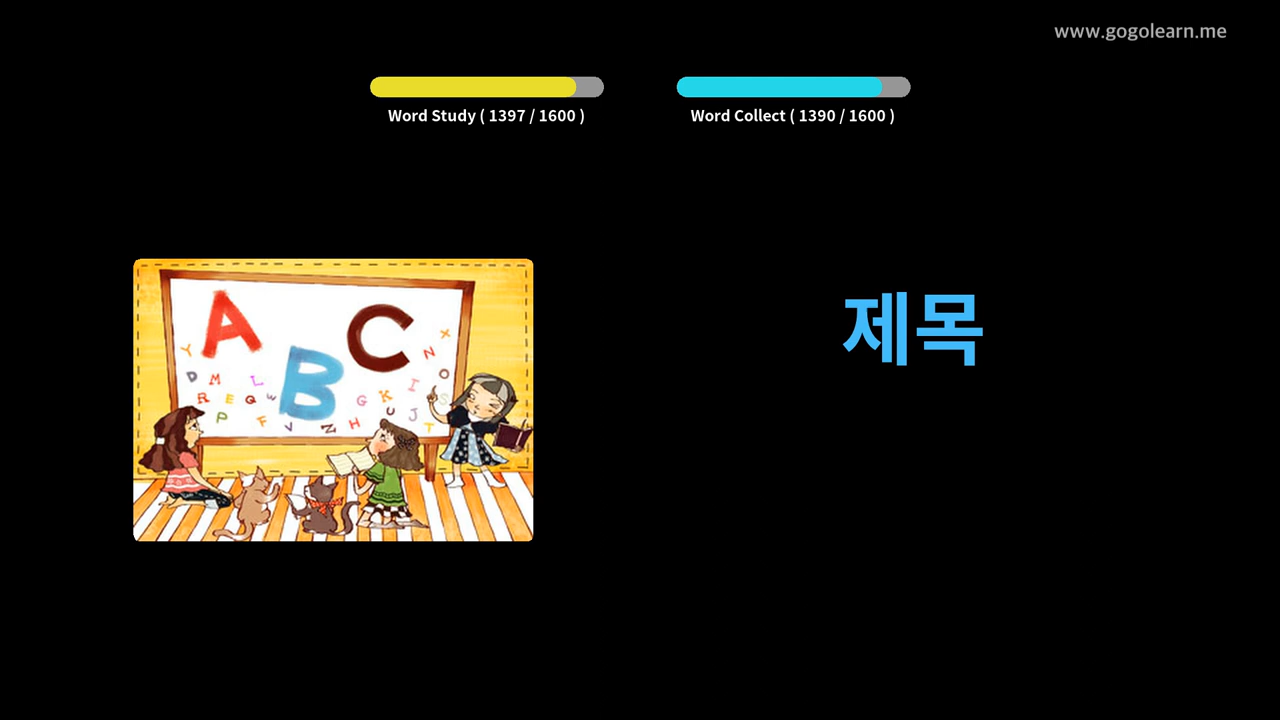 www.gogolearn.me
Word Study ( 1397 / 1600 )
Word Collect ( 1390 / 1600 )
제목
A
B
C
X
Y
N
D
M
L
O
I
R
E
Q
W
G
K
S
P
F
V
Z
H
U
J
T